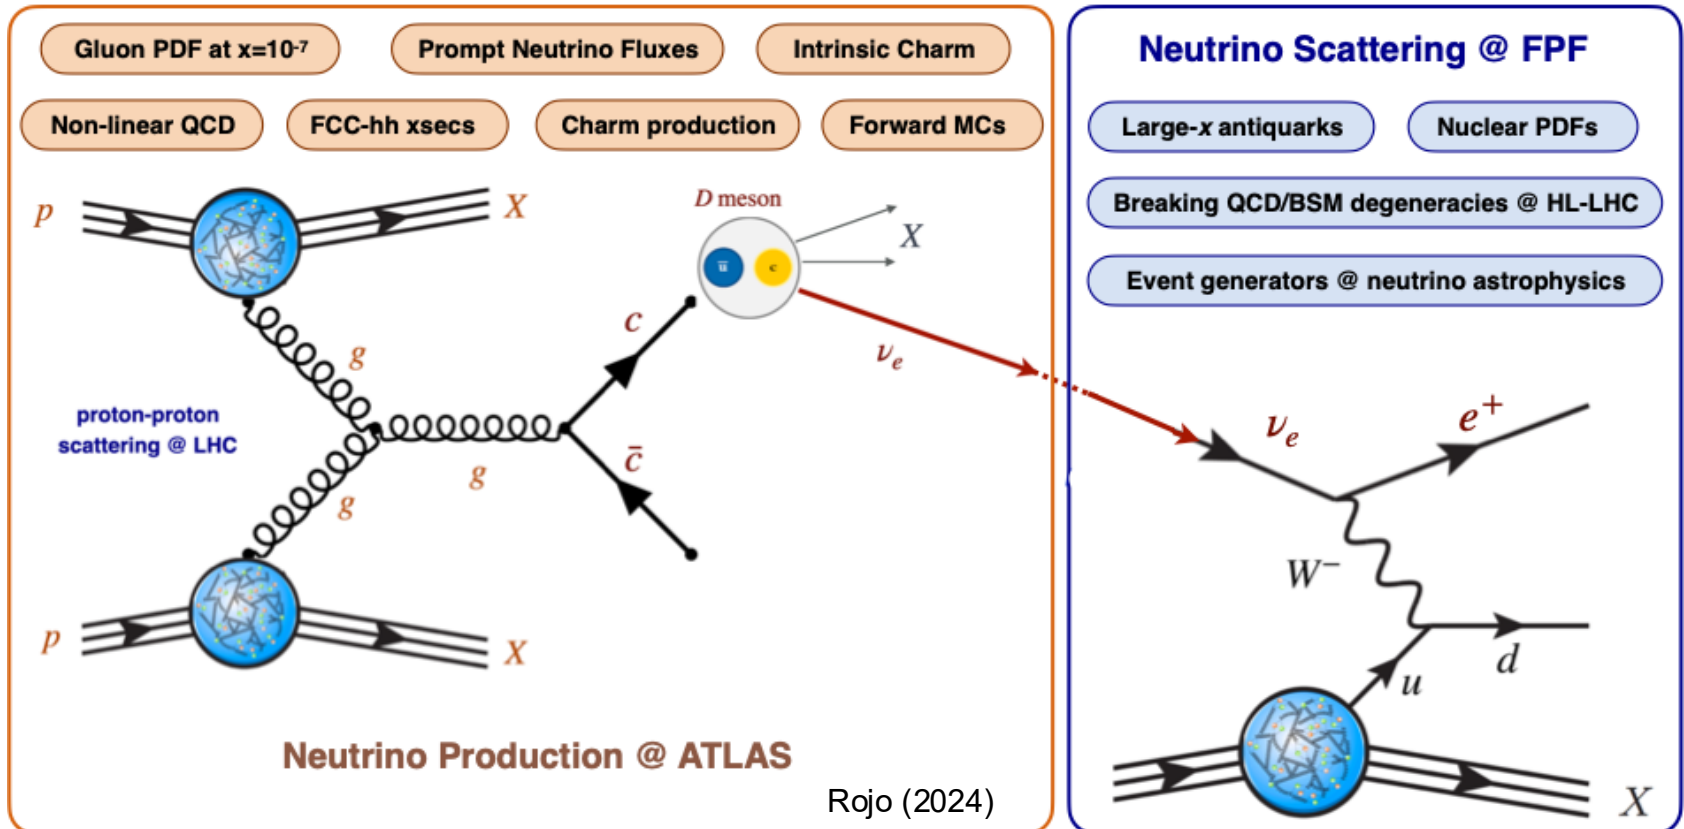 Gluon PDF at x=10⁻⁷
Prompt Neutrino Fluxes
Intrinsic Charm
Non-linear QCD
FCC-hh xsecs
Charm production
Forward MCs
p
X
D meson
ū
c
X
c
g
νₑ
proton-proton
scattering @ LHC
g
c̄
g
p
X
Neutrino Production @ ATLAS
Rojo (2024)
Neutrino Scattering @ FPF
Large-x antiquarks
Nuclear PDFs
Breaking QCD/BSM degeneracies @ HL-LHC
Event generators @ neutrino astrophysics
νₑ
e⁺
W⁻
u
d
X